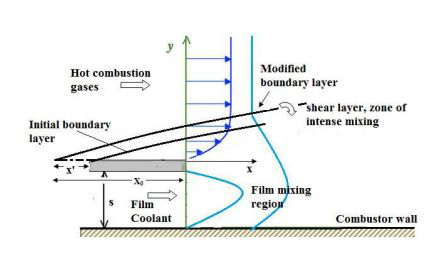 y
Hot combustion
gases
Modified
boundary layer
shear layer, zone of
intense mixing
Initial boundary
layer
x'
x
X₀
s
Film
Coolant
Film mixing
region
Combustor wall